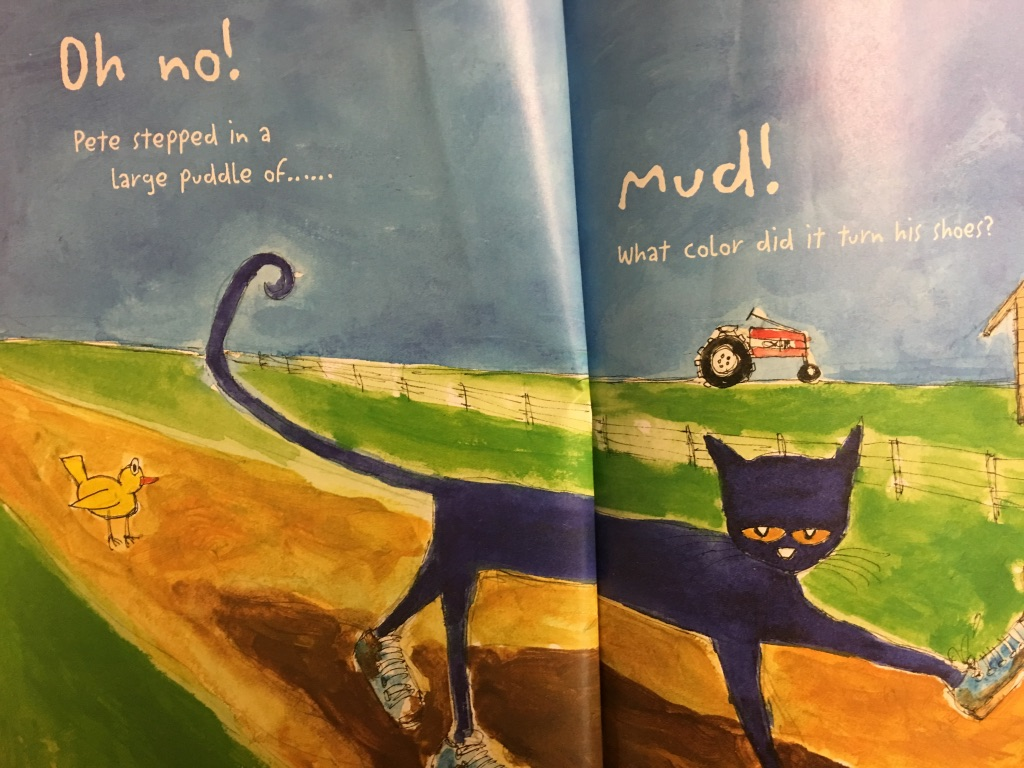 Oh no!
Pete stepped in a
large puddle of......
Mud!
What color did it turn his shoes?